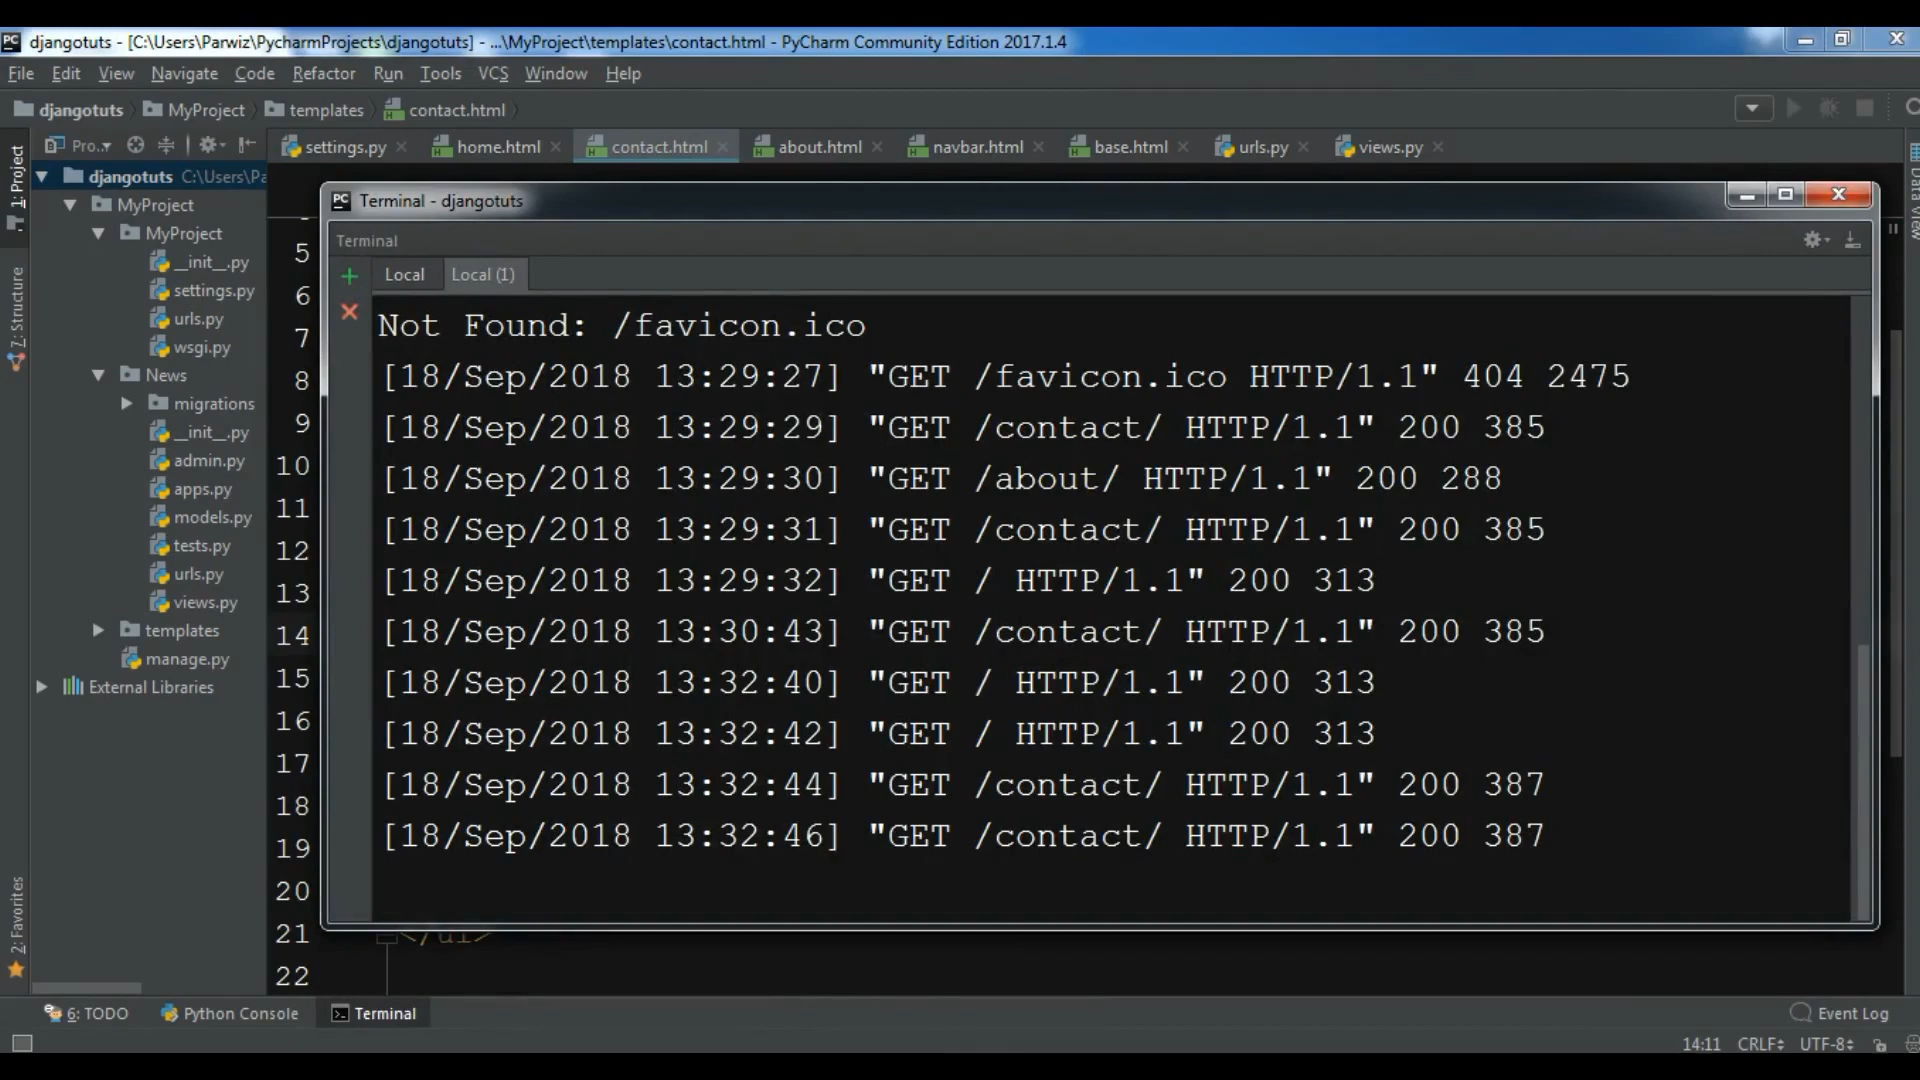 djangotuts - [C:\Users\Parwiz\PycharmProjects\djangotuts] - ...\MyProject\templates\contact.html - PyCharm Community Edition 2017.1.4
File Edit View Navigate Code Refactor Run Tools VCS Window Help
djangotuts MyProject templates contact.html
Pro.. settings.py home.html contact.html about.html navbar.html base.html urls.py views.py
1: Project
7: Structure
2: Favorites
Data View
djangotuts C:\Users\Pa
MyProject
MyProject
__init__.py
settings.py
urls.py
wsgi.py
News
migrations
__init__.py
admin.py
apps.py
models.py
tests.py
urls.py
views.py
templates
manage.py
External Libraries
5
6
7
8
9
10
11
12
13
14
15
16
17
18
19
20
21 </ul>
22
Terminal - djangotuts
Terminal
Local Local (1)
Not Found: /favicon.ico
[18/Sep/2018 13:29:27] "GET /favicon.ico HTTP/1.1" 404 2475
[18/Sep/2018 13:29:29] "GET /contact/ HTTP/1.1" 200 385
[18/Sep/2018 13:29:30] "GET /about/ HTTP/1.1" 200 288
[18/Sep/2018 13:29:31] "GET /contact/ HTTP/1.1" 200 385
[18/Sep/2018 13:29:32] "GET / HTTP/1.1" 200 313
[18/Sep/2018 13:30:43] "GET /contact/ HTTP/1.1" 200 385
[18/Sep/2018 13:32:40] "GET / HTTP/1.1" 200 313
[18/Sep/2018 13:32:42] "GET / HTTP/1.1" 200 313
[18/Sep/2018 13:32:44] "GET /contact/ HTTP/1.1" 200 387
[18/Sep/2018 13:32:46] "GET /contact/ HTTP/1.1" 200 387
6: TODO Python Console Terminal Event Log
14:11 CRLF UTF-8